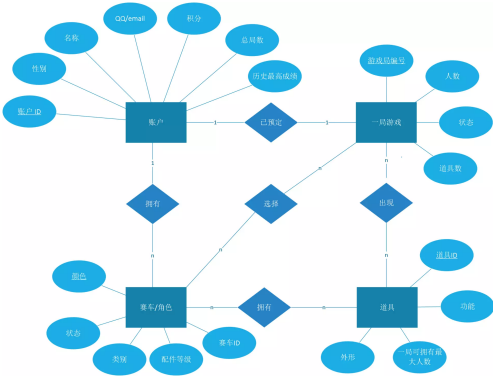 QQ/email
积分
名称
总局数
性别
历史最高成绩
账户 ID
游戏局编号
人数
账户
1
已预定
1
一局游戏
状态
道具数
1
n
n
拥有
选择
出现
n
n
n
颜色
道具ID
赛车/角色
n
拥有
n
道具
功能
状态
类别
配件等级
赛车ID
外形
一局可拥有最
大人数